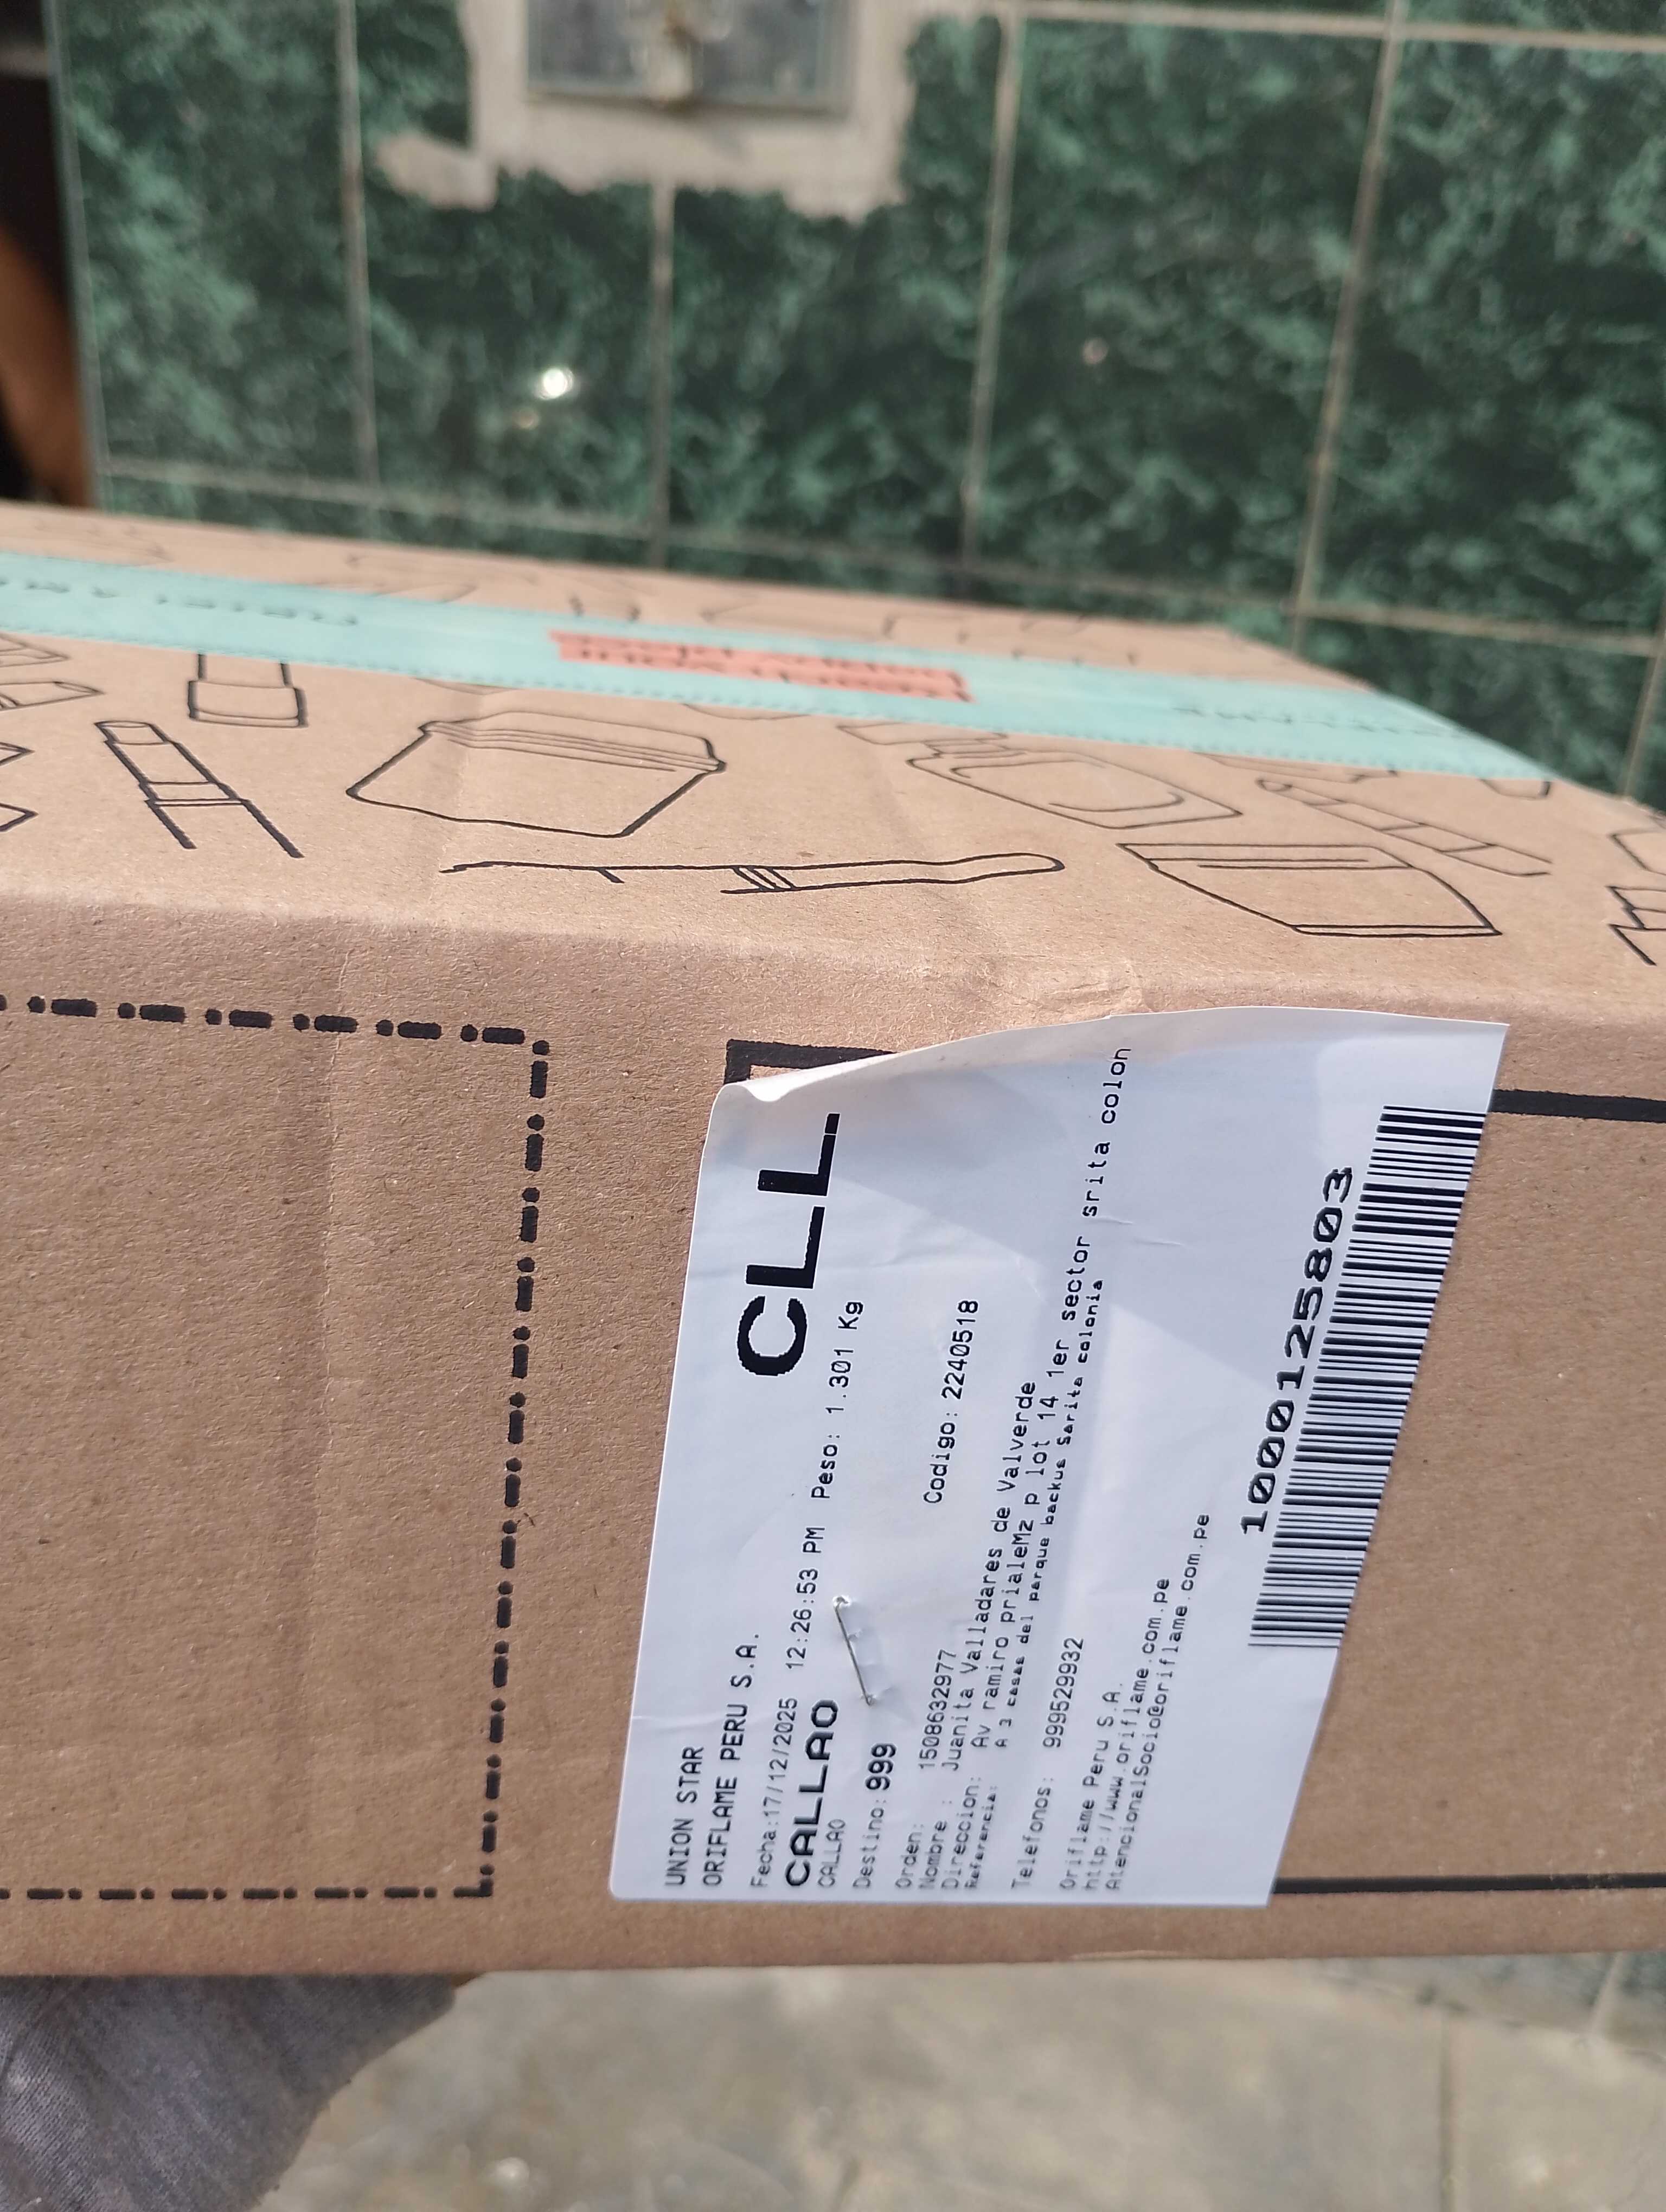 CLL
UNION STAR
ORIFLAME PERU S.A.
Fecha:17/12/2025 12:26:53 PM Peso: 1.301 Kg
CALLAO
CALLAO
Destino: 999
Orden: 1508632977 Codigo: 2240518
Nombre : Juanita Valladares de Valverde
Direccion: Av ramiro prialeMz p lot 14 1er sector srita colon
Referencia: A 3 casas del parque backus Sarita colonia
Telefonos: 999529932
Oriflame Peru S.A.
http://www.oriflame.com.pe
AtencionalSocio@oriflame.com.pe
1000125803